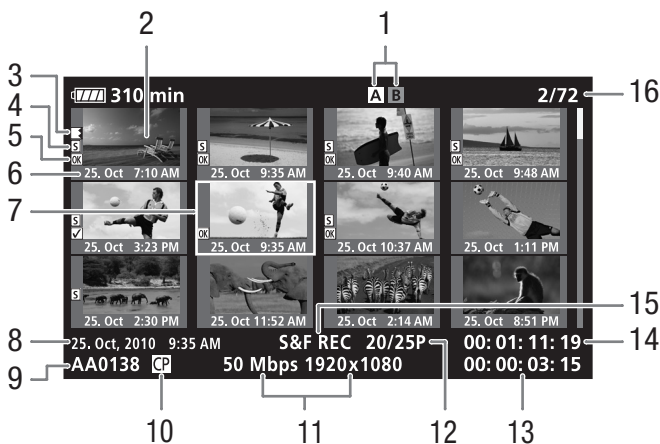 2 1
3 310 min A B 2/72 16
4 S
5 OK S OK S OK
6 25. Oct 7:10 AM 25. Oct 9:35 AM 25. Oct 9:40 AM 25. Oct 9:48 AM
7 S OK S OK
25. Oct 3:23 PM 25. Oct 9:35 AM 25. Oct 10:37 AM 25. Oct 1:11 PM
S
25. Oct 2:30 PM 25. Oct 11:52 AM 25. Oct 2:14 AM 25. Oct 8:51 PM 15
8 25. Oct, 2010 9:35 AM S&F REC 20/25P 00: 01: 11: 19 14
9 AA0138 CP 50 Mbps 1920x1080 00: 00: 03: 15
10 11 12 13